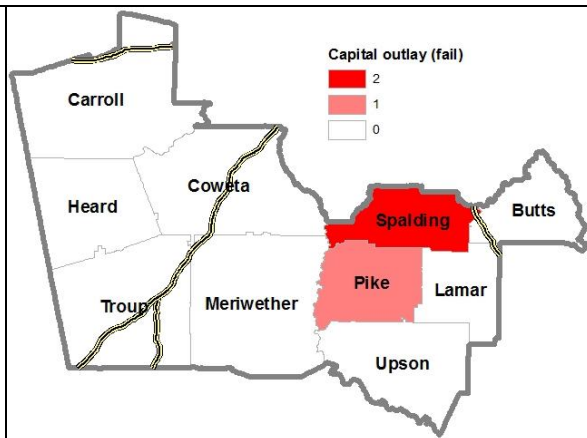 Capital outlay (fail)
2
1
0
Carroll
Coweta
Heard
Spalding
Butts
Troup
Meriwether
Pike
Lamar
Upson